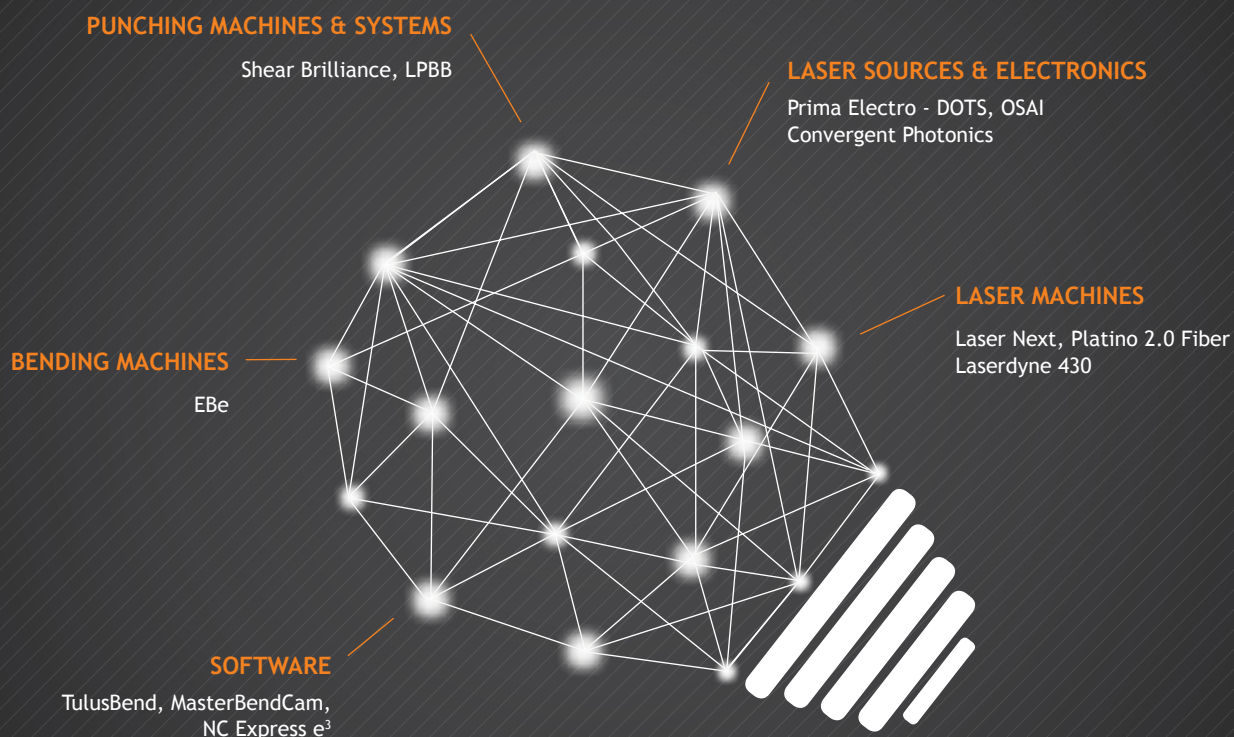 PUNCHING MACHINES & SYSTEMS
Shear Brilliance, LPBB
LASER SOURCES & ELECTRONICS
Prima Electro - DOTS, OSAI
Convergent Photonics
LASER MACHINES
Laser Next, Platino 2.0 Fiber
Laserdyne 430
BENDING MACHINES
EBe
SOFTWARE
TulusBend, MasterBendCam,
NC Express e³